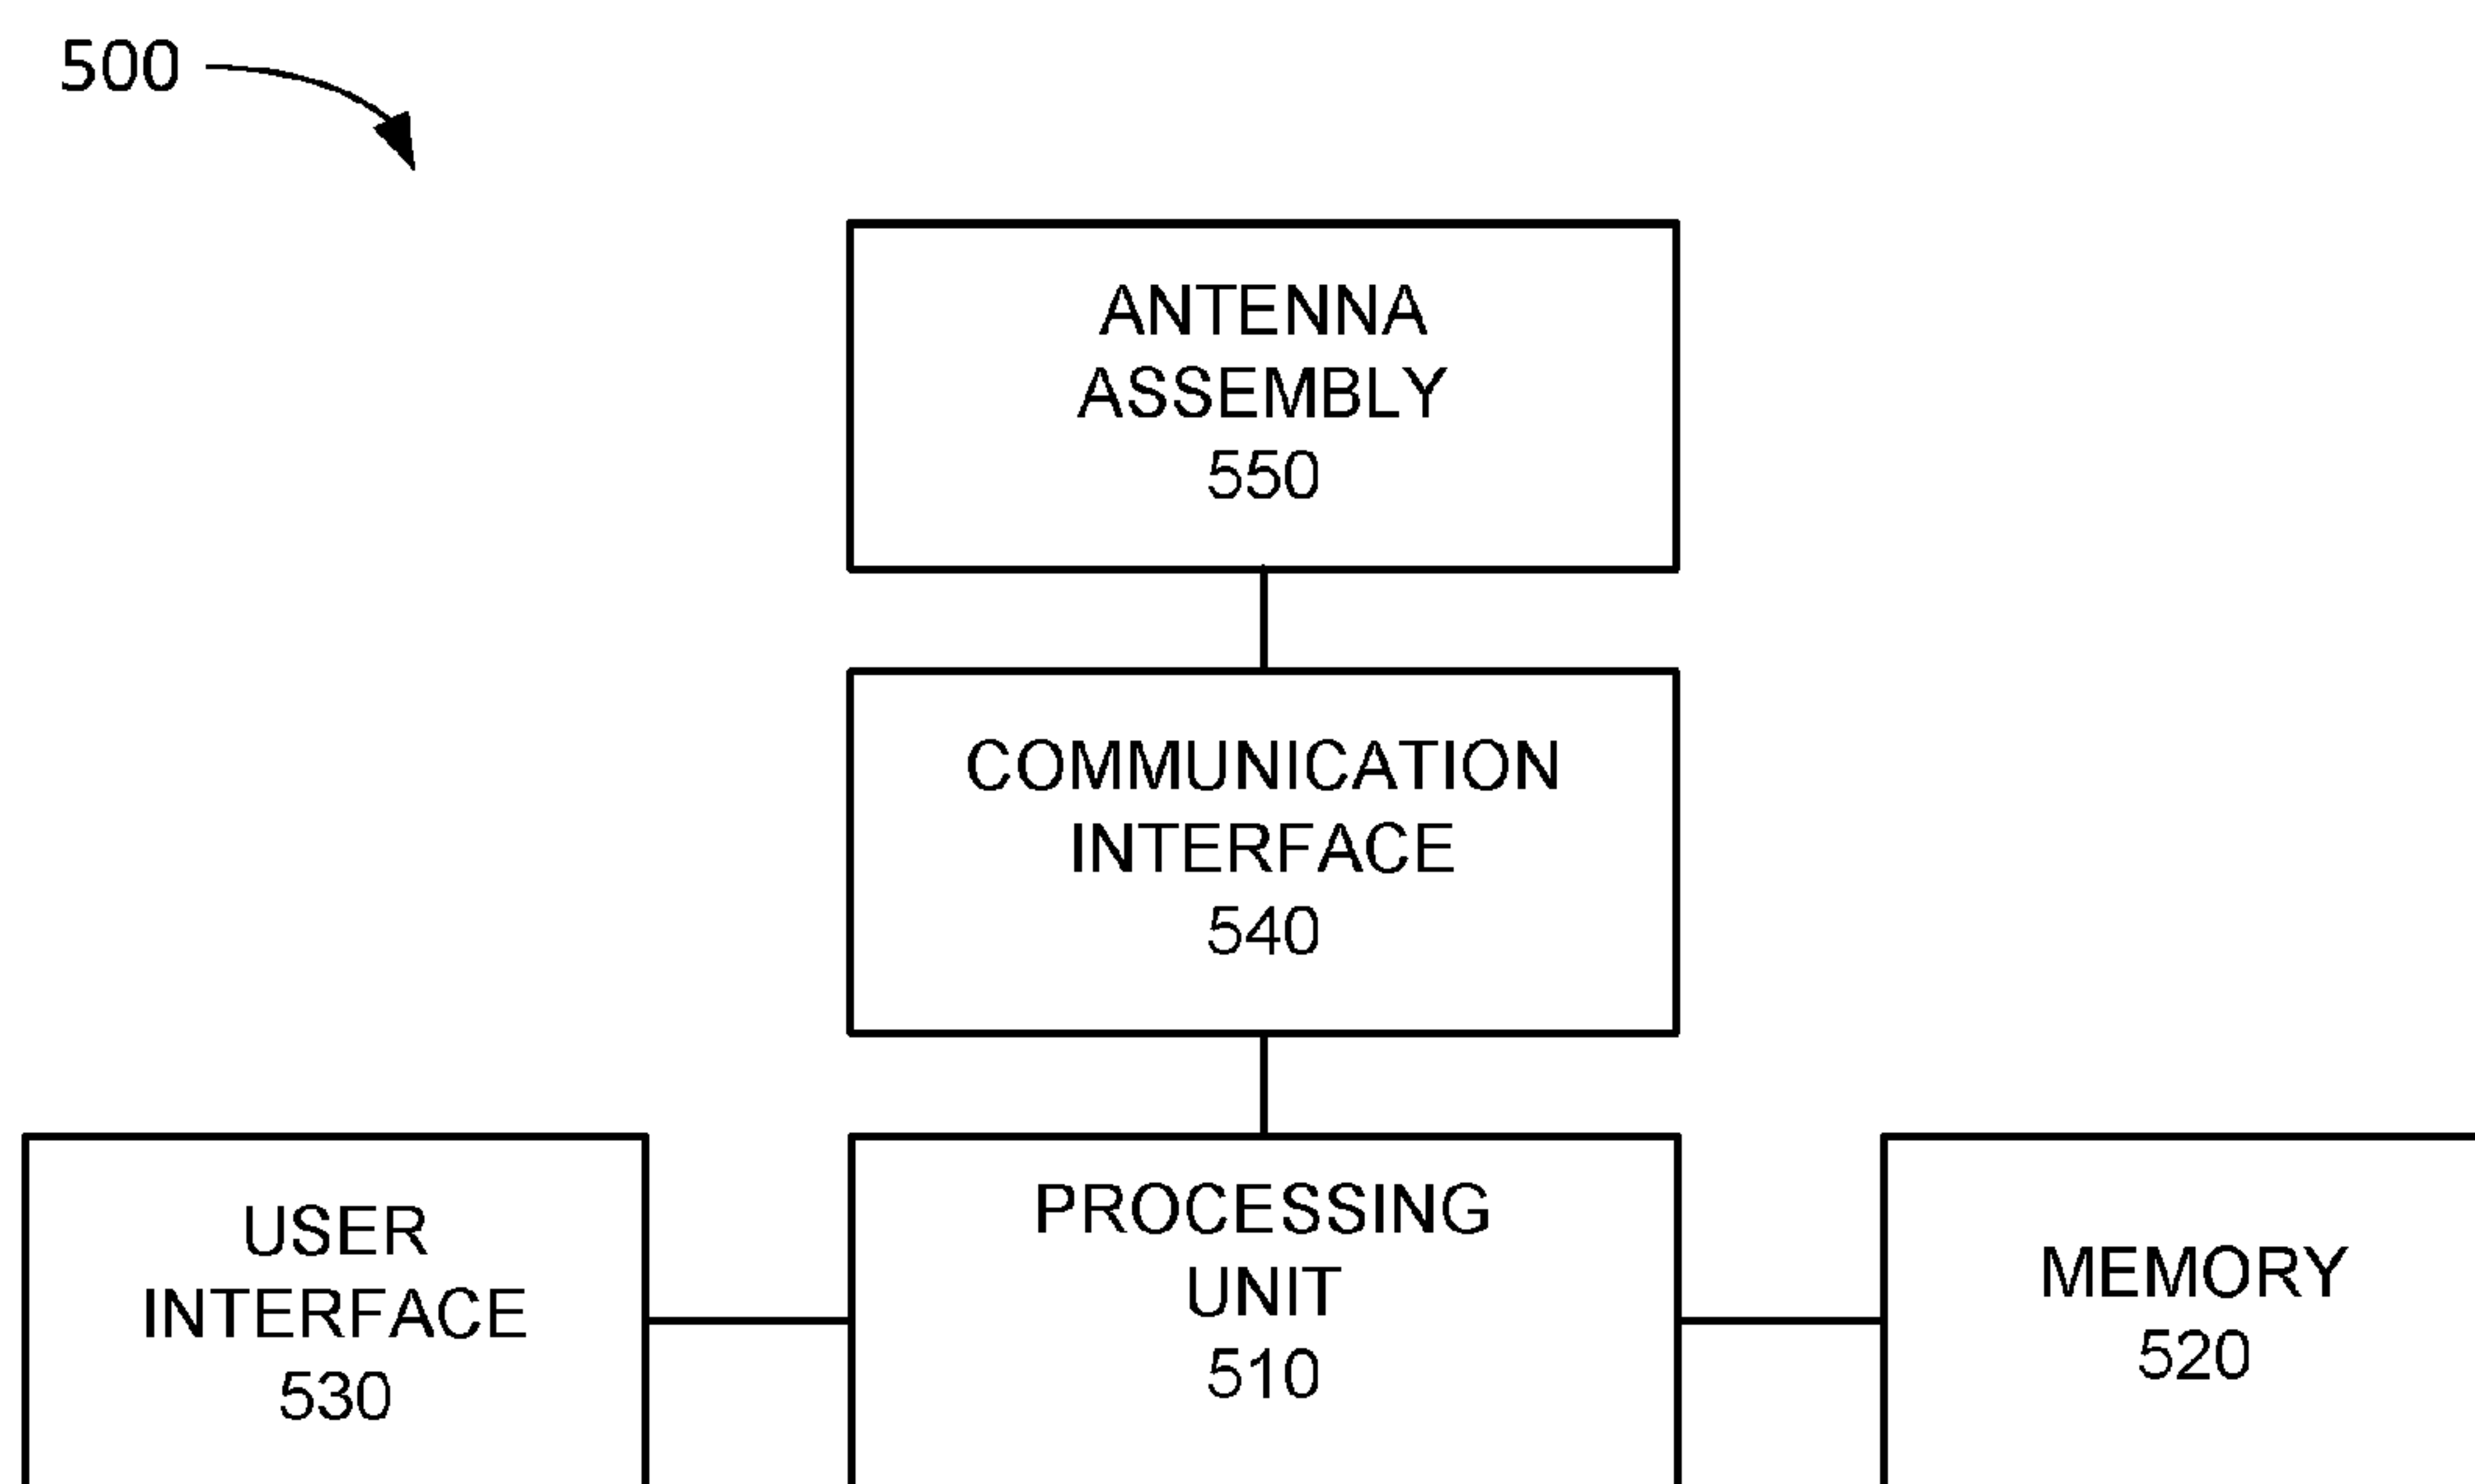 500
ANTENNA
ASSEMBLY
550
COMMUNICATION
INTERFACE
540
USER
INTERFACE
530
PROCESSING
UNIT
510
MEMORY
520